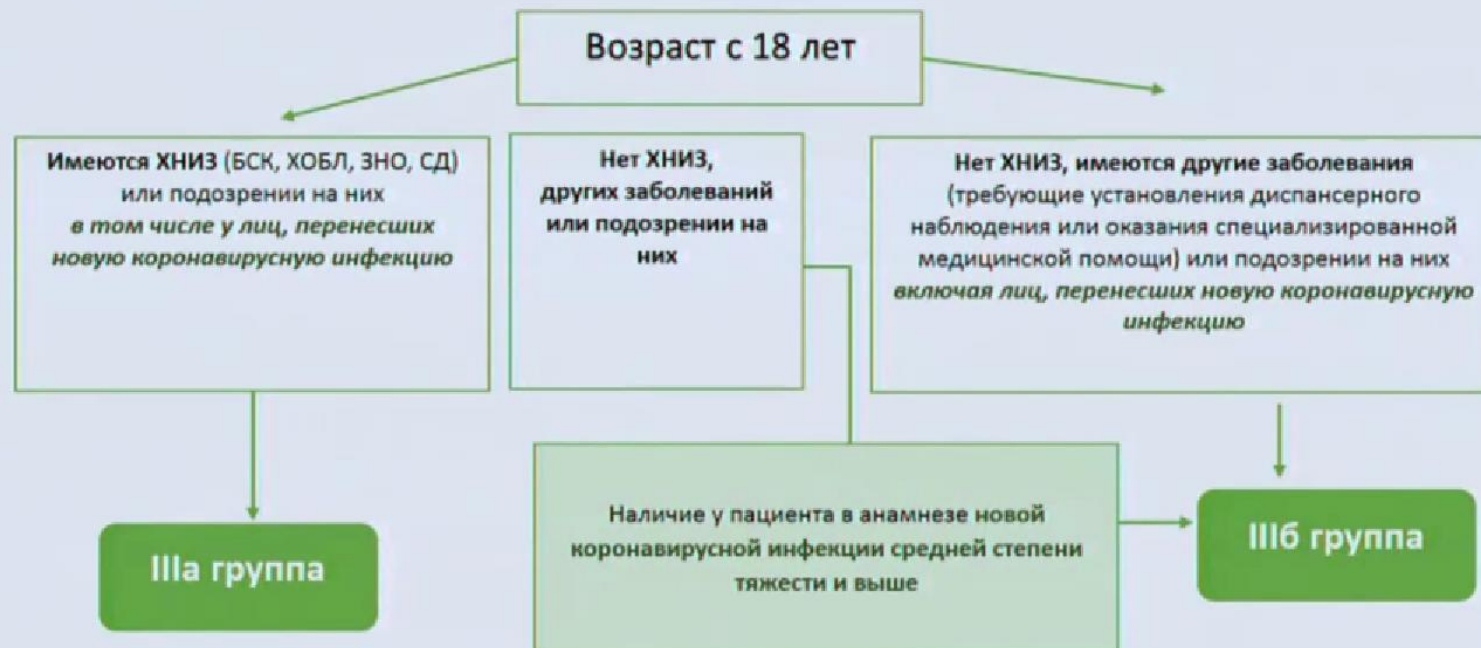 Возраст с 18 лет
Имеются ХНИЗ (БСК, ХОБЛ, ЗНО, СД)
или подозрении на них
в том числе у лиц, перенесших
новую коронавирусную инфекцию
Нет ХНИЗ,
других заболеваний
или подозрении на
них
Нет ХНИЗ, имеются другие заболевания
(требующие установления диспансерного
наблюдения или оказания специализированной
медицинской помощи) или подозрении на них
включая лиц, перенесших новую коронавирусную
инфекцию
Наличие у пациента в анамнезе новой
коронавирусной инфекции средней степени
тяжести и выше
IIIа группа
IIIб группа